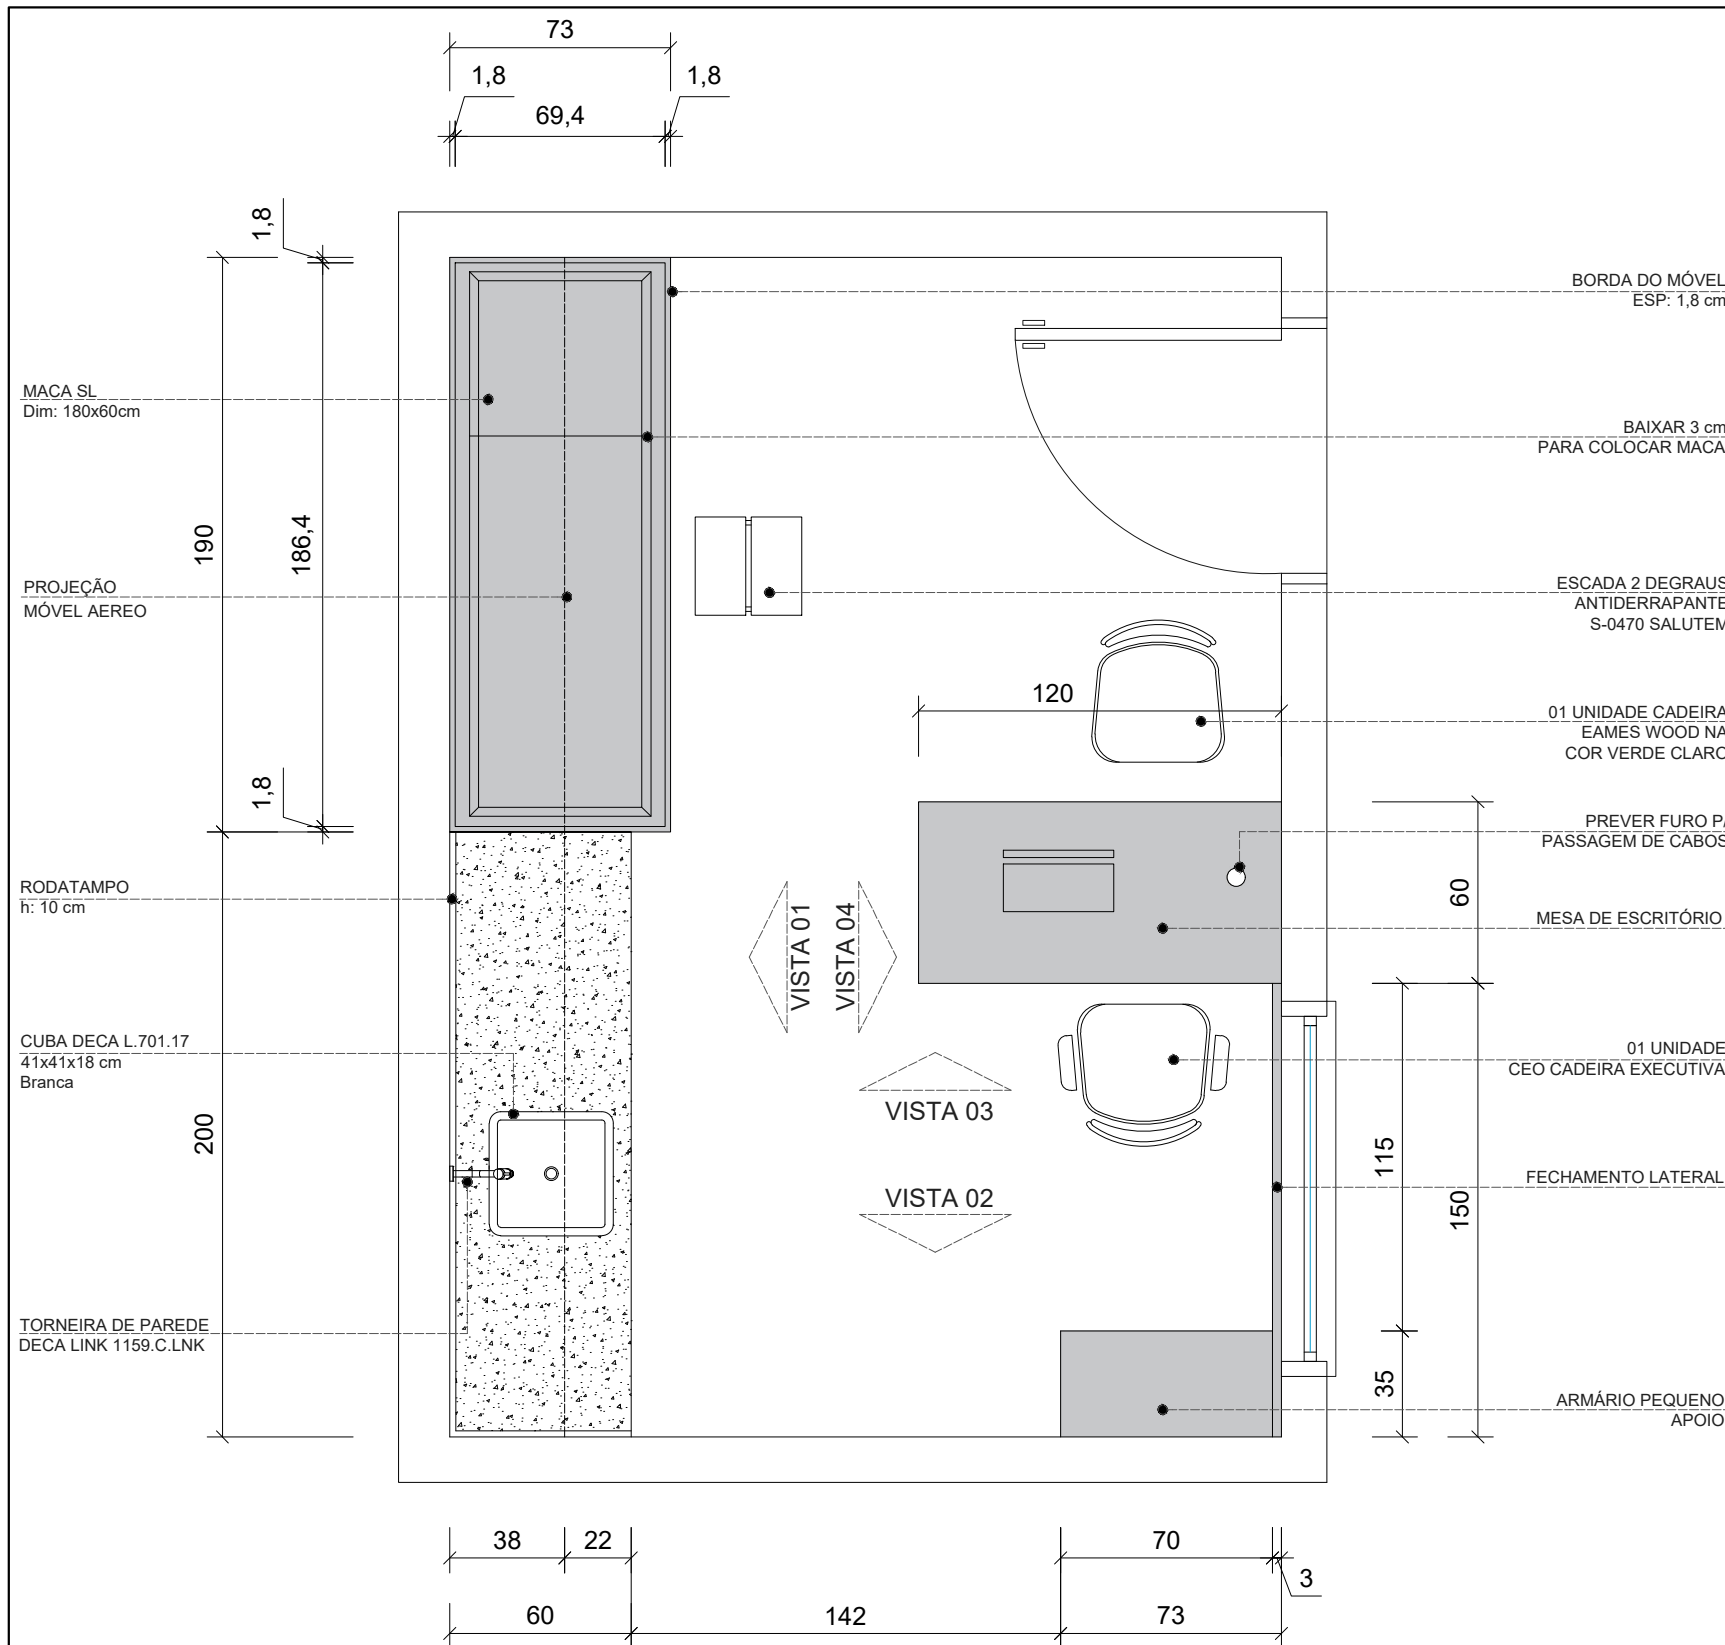 73
1,8
1,8
69,4
1,8
190
186,4
1,8
200
MACA SL
Dim: 180x60cm
PROJEÇÃO
MÓVEL AEREO
RODATAMPO
h: 10 cm
CUBA DECA L.701.17
41x41x18 cm
Branca
TORNEIRA DE PAREDE
DECA LINK 1159.C.LNK
VISTA 01
VISTA 04
VISTA 03
VISTA 02
120
BORDA DO MÓVEL
ESP: 1,8 cm
BAIXAR 3 cm
PARA COLOCAR MACA
ESCADA 2 DEGRAUS
ANTIDERRAPANTE
S-0470 SALUTEM
01 UNIDADE CADEIRA
EAMES WOOD NA
COR VERDE CLARO
PREVER FURO P/
PASSAGEM DE CABOS
60
MESA DE ESCRITÓRIO
01 UNIDADE
CEO CADEIRA EXECUTIVA
115
150
FECHAMENTO LATERAL
35
ARMÁRIO PEQUENO
APOIO
38
22
70
3
60
142
73